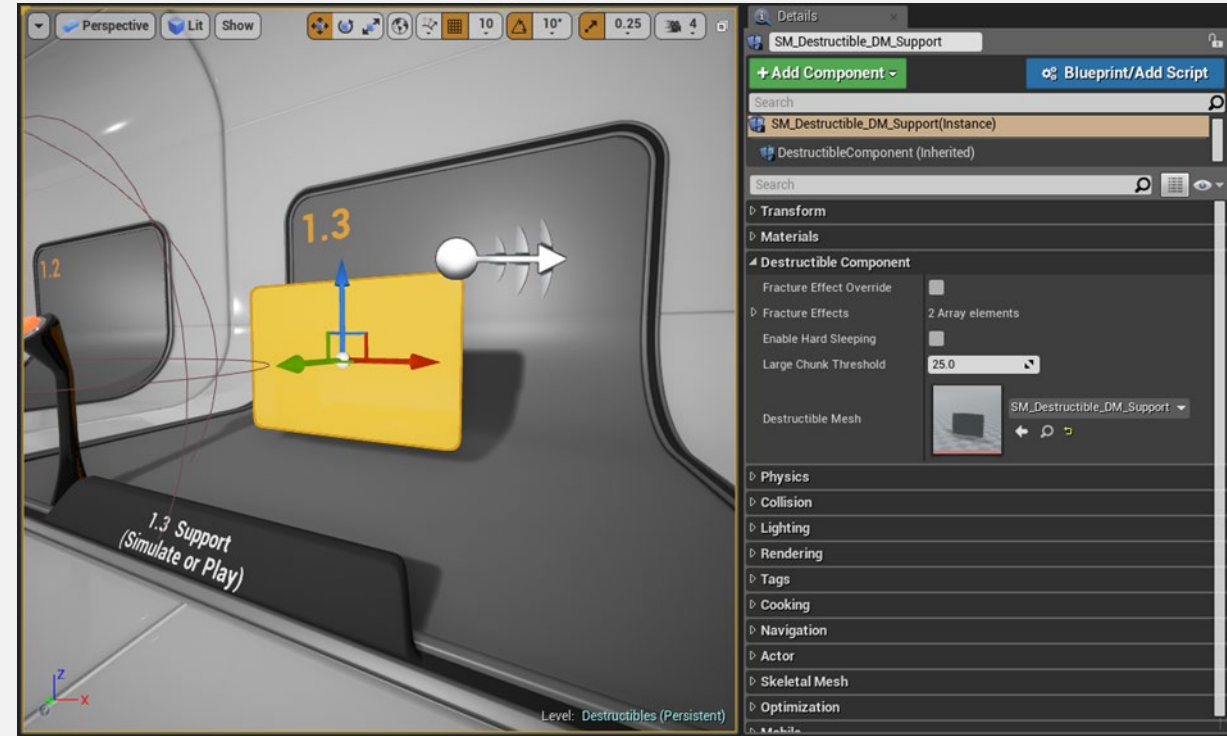 Perspective Lit Show 10 10° 0.25 4
1.3
1.2
1.3 Support
(Simulate or Play)
Z
X
Level: Destructibles (Persistent)
Details
SM_Destructible_DM_Support
+Add Component Blueprint/Add Script
Search
SM_Destructible_DM_Support(Instance)
DestructibleComponent (Inherited)
Search
Transform
Materials
Destructible Component
Fracture Effect Override
Fracture Effects 2 Array elements
Enable Hard Sleeping
Large Chunk Threshold 25.0
Destructible Mesh SM_Destructible_DM_Support
Physics
Collision
Lighting
Rendering
Tags
Cooking
Navigation
Actor
Skeletal Mesh
Optimization
Mobile